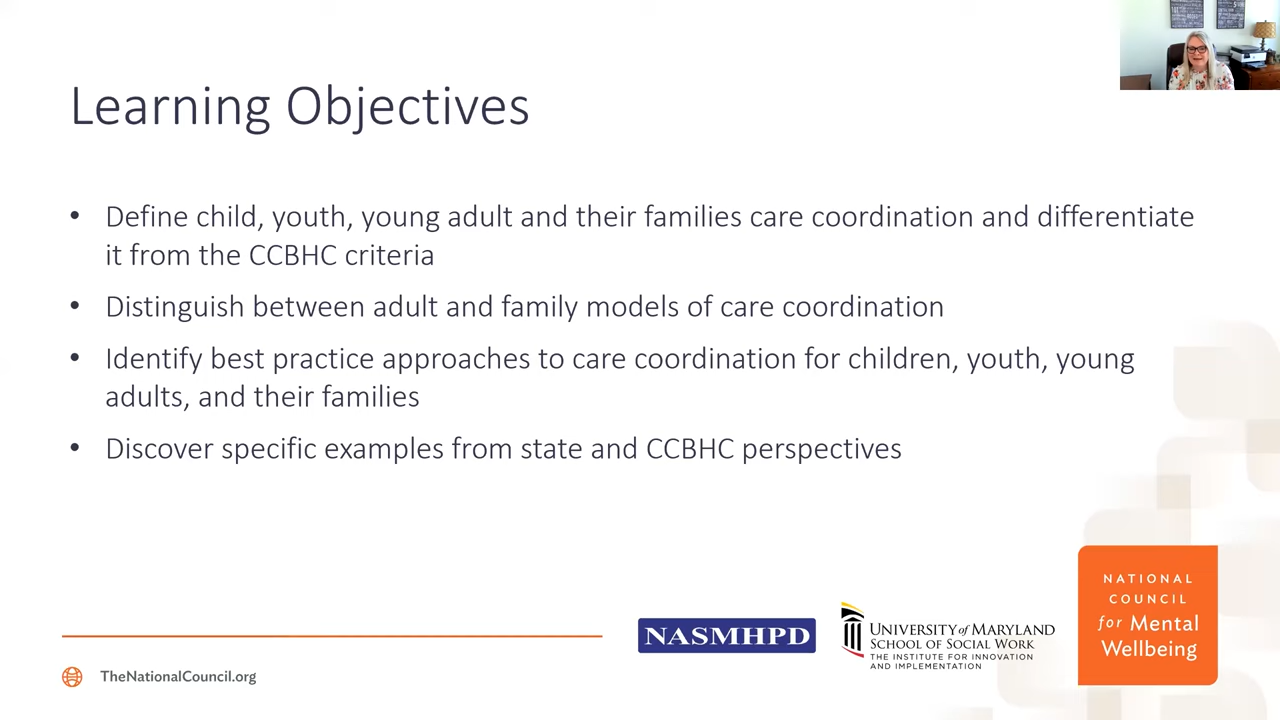 Learning Objectives
• Define child, youth, young adult and their families care coordination and differentiate
it from the CCBHC criteria
• Distinguish between adult and family models of care coordination
• Identify best practice approaches to care coordination for children, youth, young
adults, and their families
• Discover specific examples from state and CCBHC perspectives
TheNationalCouncil.org
NASMHPD
UNIVERSITY of MARYLAND
SCHOOL OF SOCIAL WORK
THE INSTITUTE FOR INNOVATION
AND IMPLEMENTATION
NATIONAL
COUNCIL
for Mental
Wellbeing